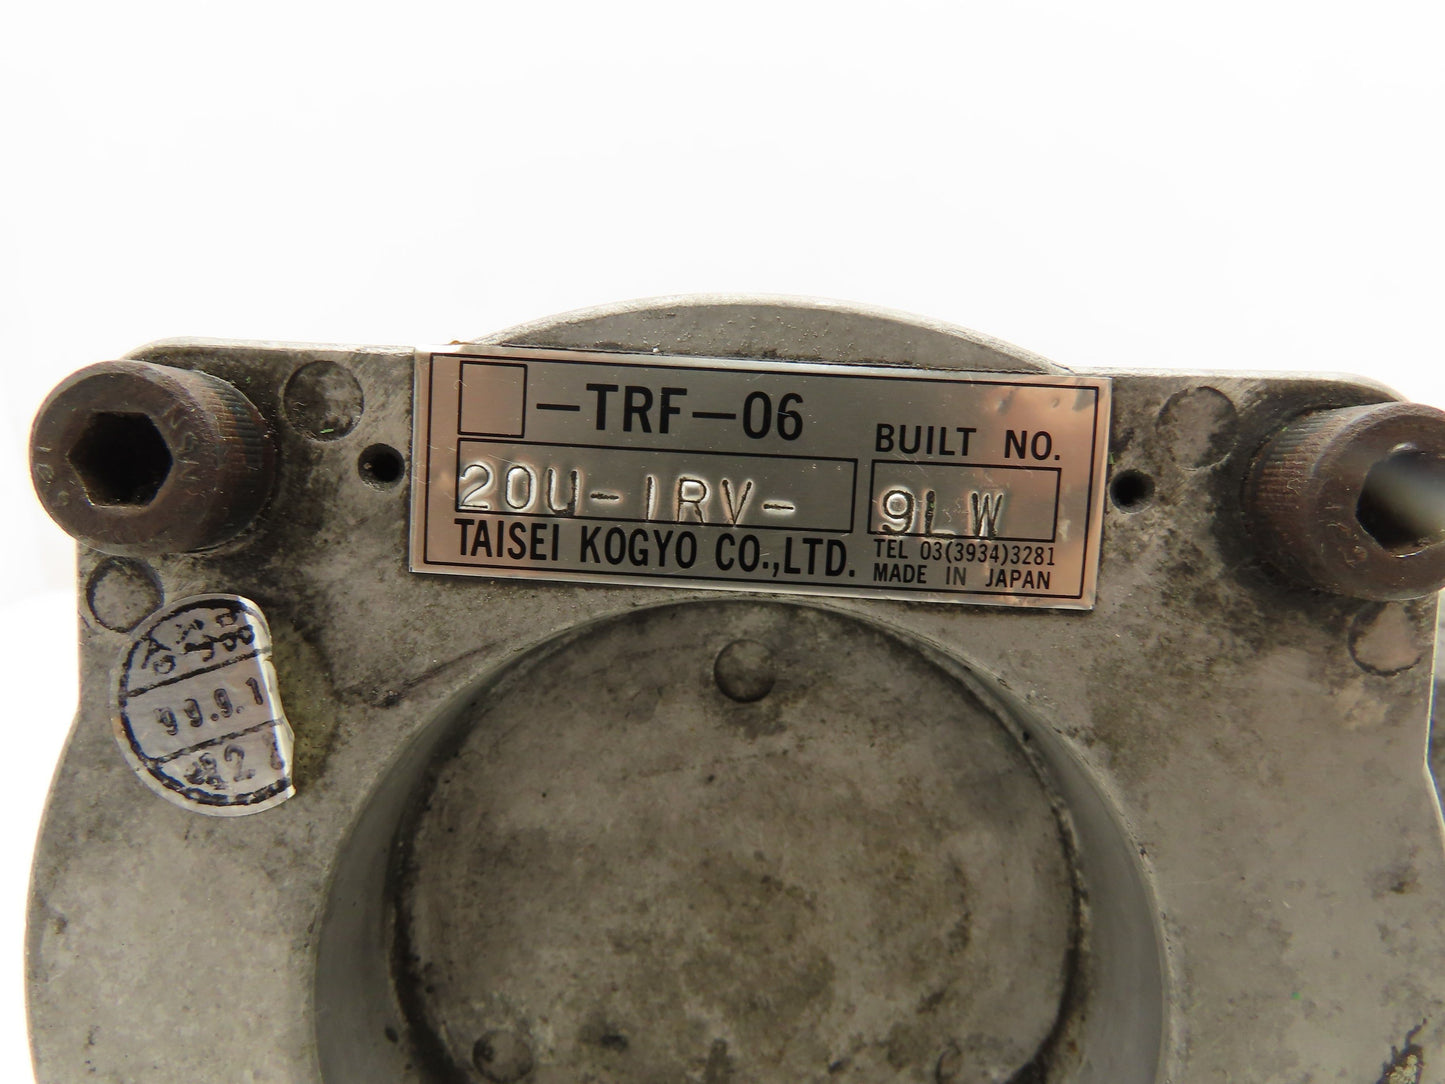 -TRF-06
BUILT NO.
20U-IRV-
9LW
TAISEI KOGYO CO.,LTD.
TEL 03(3934)3281
MADE IN JAPAN
99.9.1